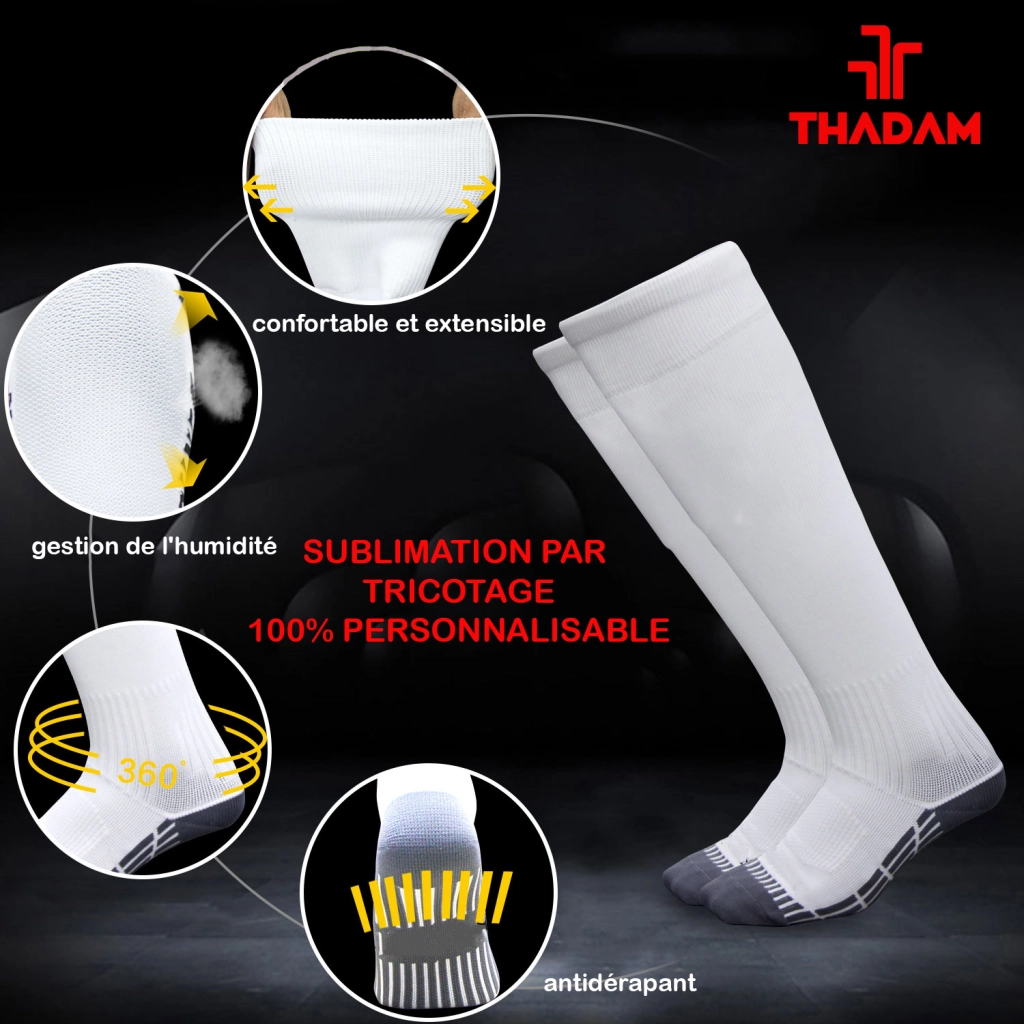 THADAM
confortable et extensible
gestion de l'humidité
SUBLIMATION PAR
TRICOTAGE
100% PERSONNALISABLE
360°
antidérapant